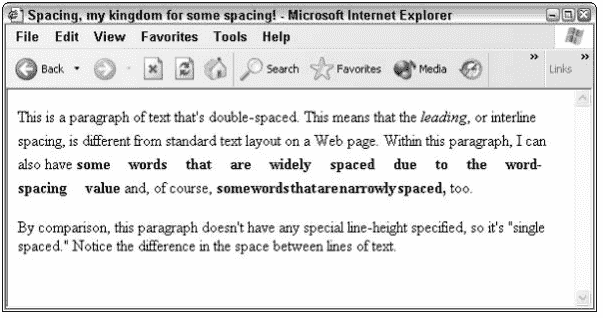 Spacing, my kingdom for some spacing! - Microsoft Internet Explorer
File Edit View Favorites Tools Help
Back Search Favorites Media » Links »
This is a paragraph of text that's double-spaced. This means that the leading, or interline
spacing, is different from standard text layout on a Web page. Within this paragraph, I can
also have some words that are widely spaced due to the word-
spacing value and, of course, somewordsthatarenarrowlyspaced, too.
By comparison, this paragraph doesn't have any special line-height specified, so it's "single
spaced." Notice the difference in the space between lines of text.